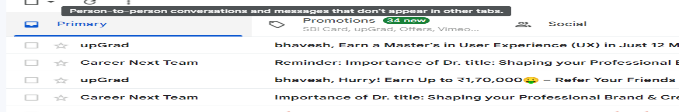 Person-to-person conversations and messages that don't appear in other tabs.
Primary
Promotions 34 new
SBI Card, upGrad, Offers, Vimeo...
Social
upGrad bhavesh, Earn a Master's in User Experience (UX) in Just 12 M
Career Next Team Reminder: Importance of Dr. title: Shaping your Professional
upGrad bhavesh, Hurry! Earn Up to ₹1,70,000🤑 – Refer Your Friends
Career Next Team Importance of Dr. title: Shaping your Professional Brand & Cre